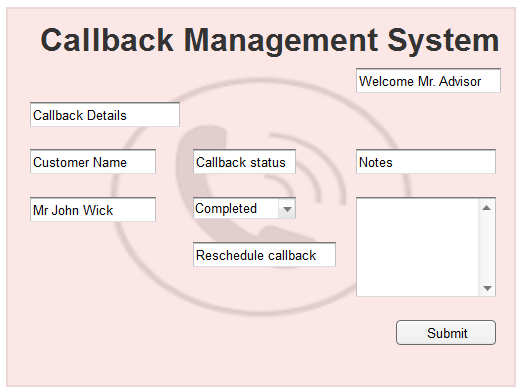 Callback Management System
Welcome Mr. Advisor
Callback Details
Customer Name
Callback status
Notes
Mr John Wick
Completed
Reschedule callback
Submit